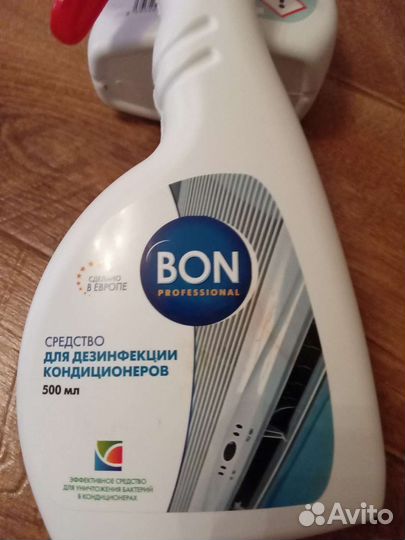 СДЕЛАНО
В ЕВРОПЕ
BON
PROFESSIONAL
СРЕДСТВО
ДЛЯ ДЕЗИНФЕКЦИИ
КОНДИЦИОНЕРОВ
500 мл
ЭФФЕКТИВНОЕ СРЕДСТВО
ДЛЯ УНИЧТОЖЕНИЯ БАКТЕРИЙ
В КОНДИЦИОНЕРАХ
Avito